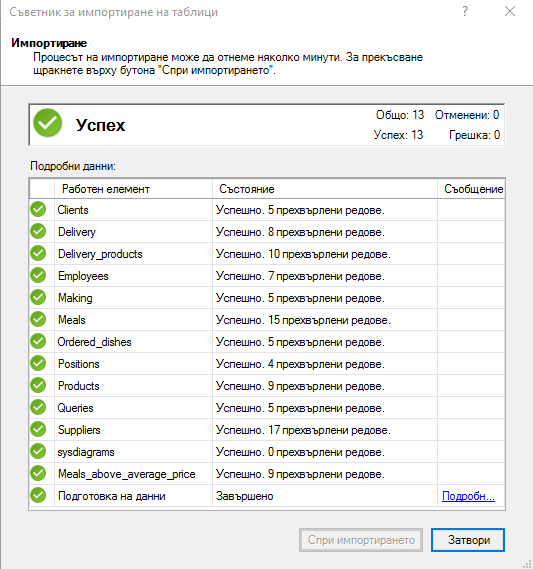 Съветник за импортиране на таблици
Импортиране
Процесът на импортиране може да отнеме няколко минути. За прекъсване
щракнете върху бутона "Спри импортирането".
Успех
Общо: 13 Отменени: 0
Успех: 13 Грешка: 0
Подробни данни:
Работен елемент Състояние Съобщение
Clients Успешно. 5 прехвърлени редове.
Delivery Успешно. 8 прехвърлени редове.
Delivery_products Успешно. 10 прехвърлени редове.
Employees Успешно. 7 прехвърлени редове.
Making Успешно. 5 прехвърлени редове.
Meals Успешно. 15 прехвърлени редове.
Ordered_dishes Успешно. 5 прехвърлени редове.
Positions Успешно. 4 прехвърлени редове.
Products Успешно. 9 прехвърлени редове.
Queries Успешно. 5 прехвърлени редове.
Suppliers Успешно. 17 прехвърлени редове.
sysdiagrams Успешно. 0 прехвърлени редове.
Meals_above_average_price Успешно. 9 прехвърлени редове.
Подготовка на данни Завършено Подробн...
Спри импортирането Затвори